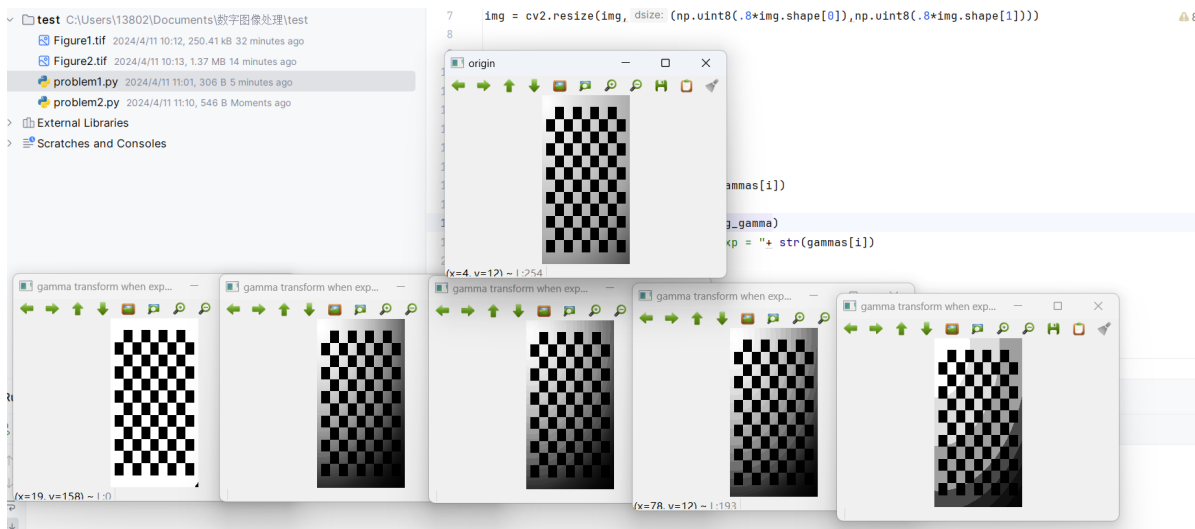 test C:\Users\13802\Documents\数字图像处理\test
Figure1.tif 2024/4/11 10:12, 250.41 kB 32 minutes ago
Figure2.tif 2024/4/11 10:13, 1.37 MB 14 minutes ago
problem1.py 2024/4/11 11:01, 306 B 5 minutes ago
problem2.py 2024/4/11 11:10, 546 B Moments ago
External Libraries
Scratches and Consoles
7 img = cv2.resize(img, dsize: (np.uint8(.8*img.shape[0]),np.uint8(.8*img.shape[1])))
8
origin
ammas[i])
_gamma)
xp = "+ str(gammas[i])
(x=4, y=12) ~ L:254
gamma transform when exp...
gamma transform when exp...
gamma transform when exp...
gamma transform when exp...
gamma transform when exp...
(x=19, y=158) ~ L:0
(x=78, y=12) ~ L:193